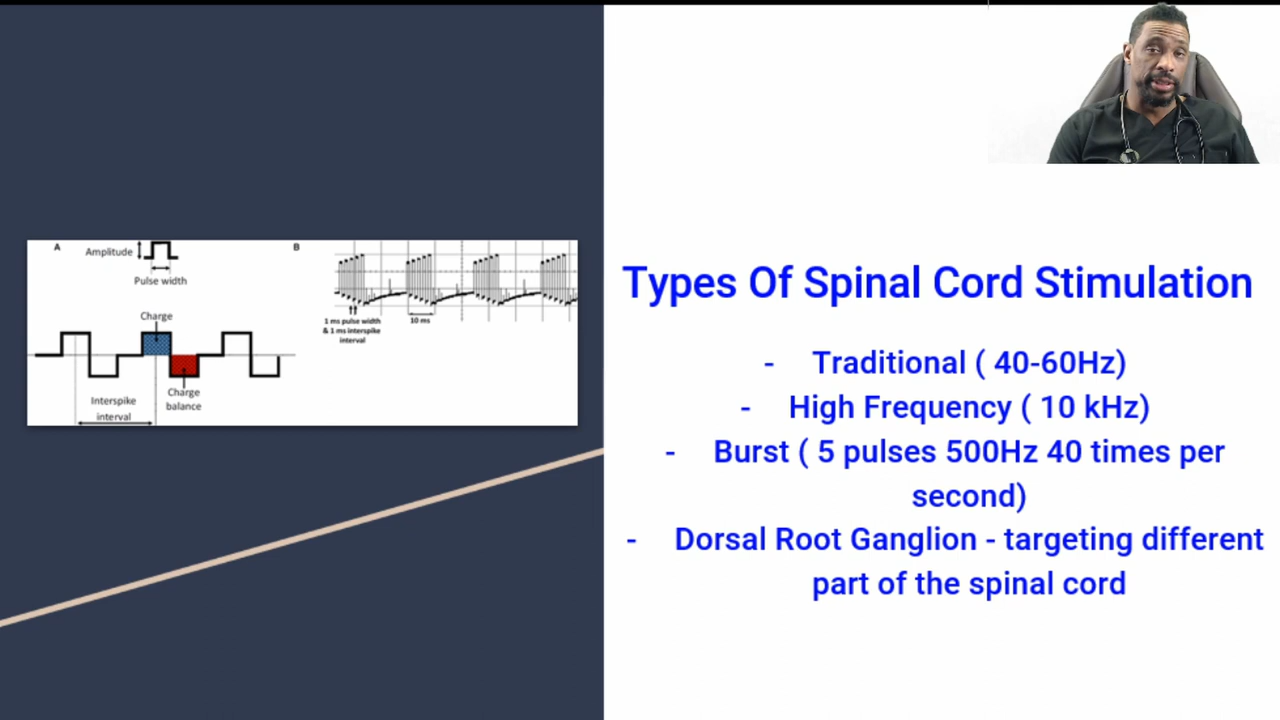 A
Amplitude
Pulse width
Charge
Interspike
interval
Charge
balance
B
1 ms pulse width
& 1 ms interspike
interval
10 ms
Types Of Spinal Cord Stimulation
- Traditional ( 40-60Hz)
- High Frequency ( 10 kHz)
- Burst ( 5 pulses 500Hz 40 times per
second)
- Dorsal Root Ganglion - targeting different
part of the spinal cord